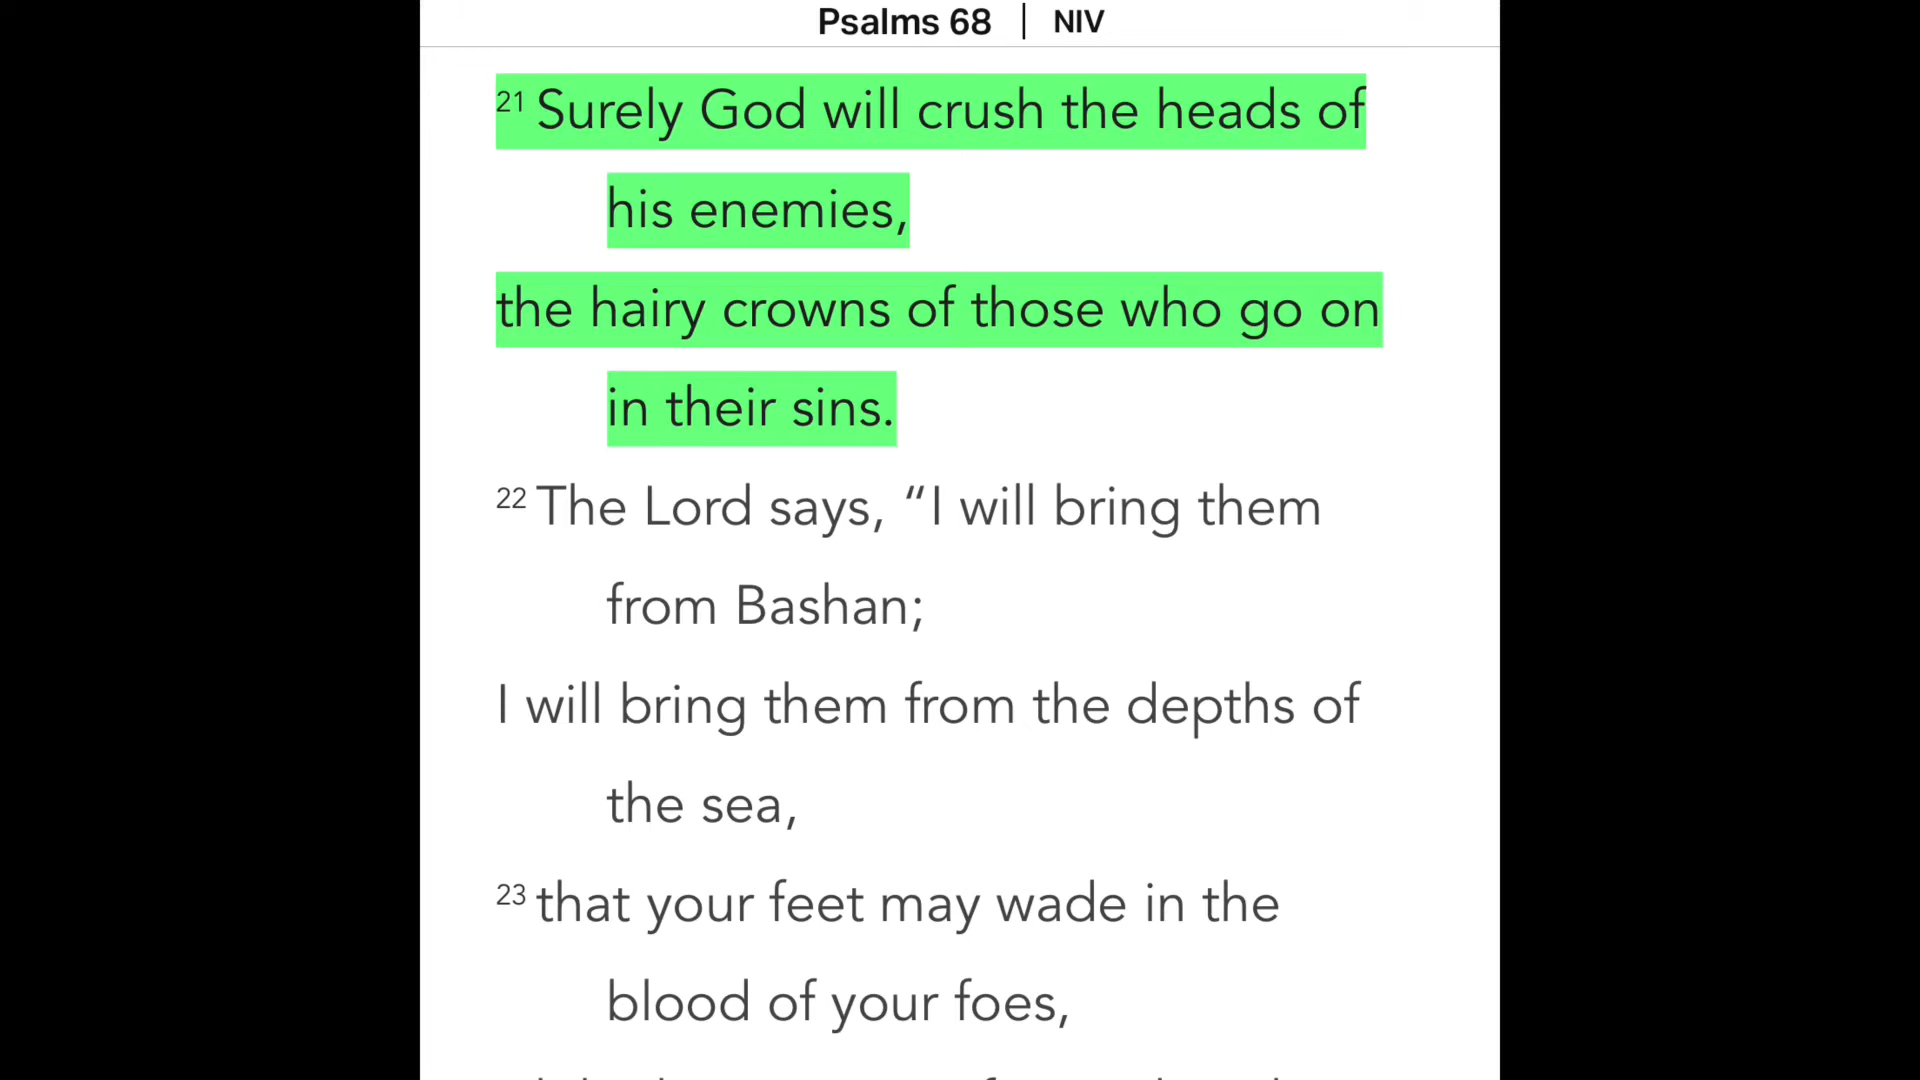 Psalms 68 | NIV
21 Surely God will crush the heads of
his enemies,
the hairy crowns of those who go on
in their sins.
22 The Lord says, “I will bring them
from Bashan;
I will bring them from the depths of
the sea,
23 that your feet may wade in the
blood of your foes,